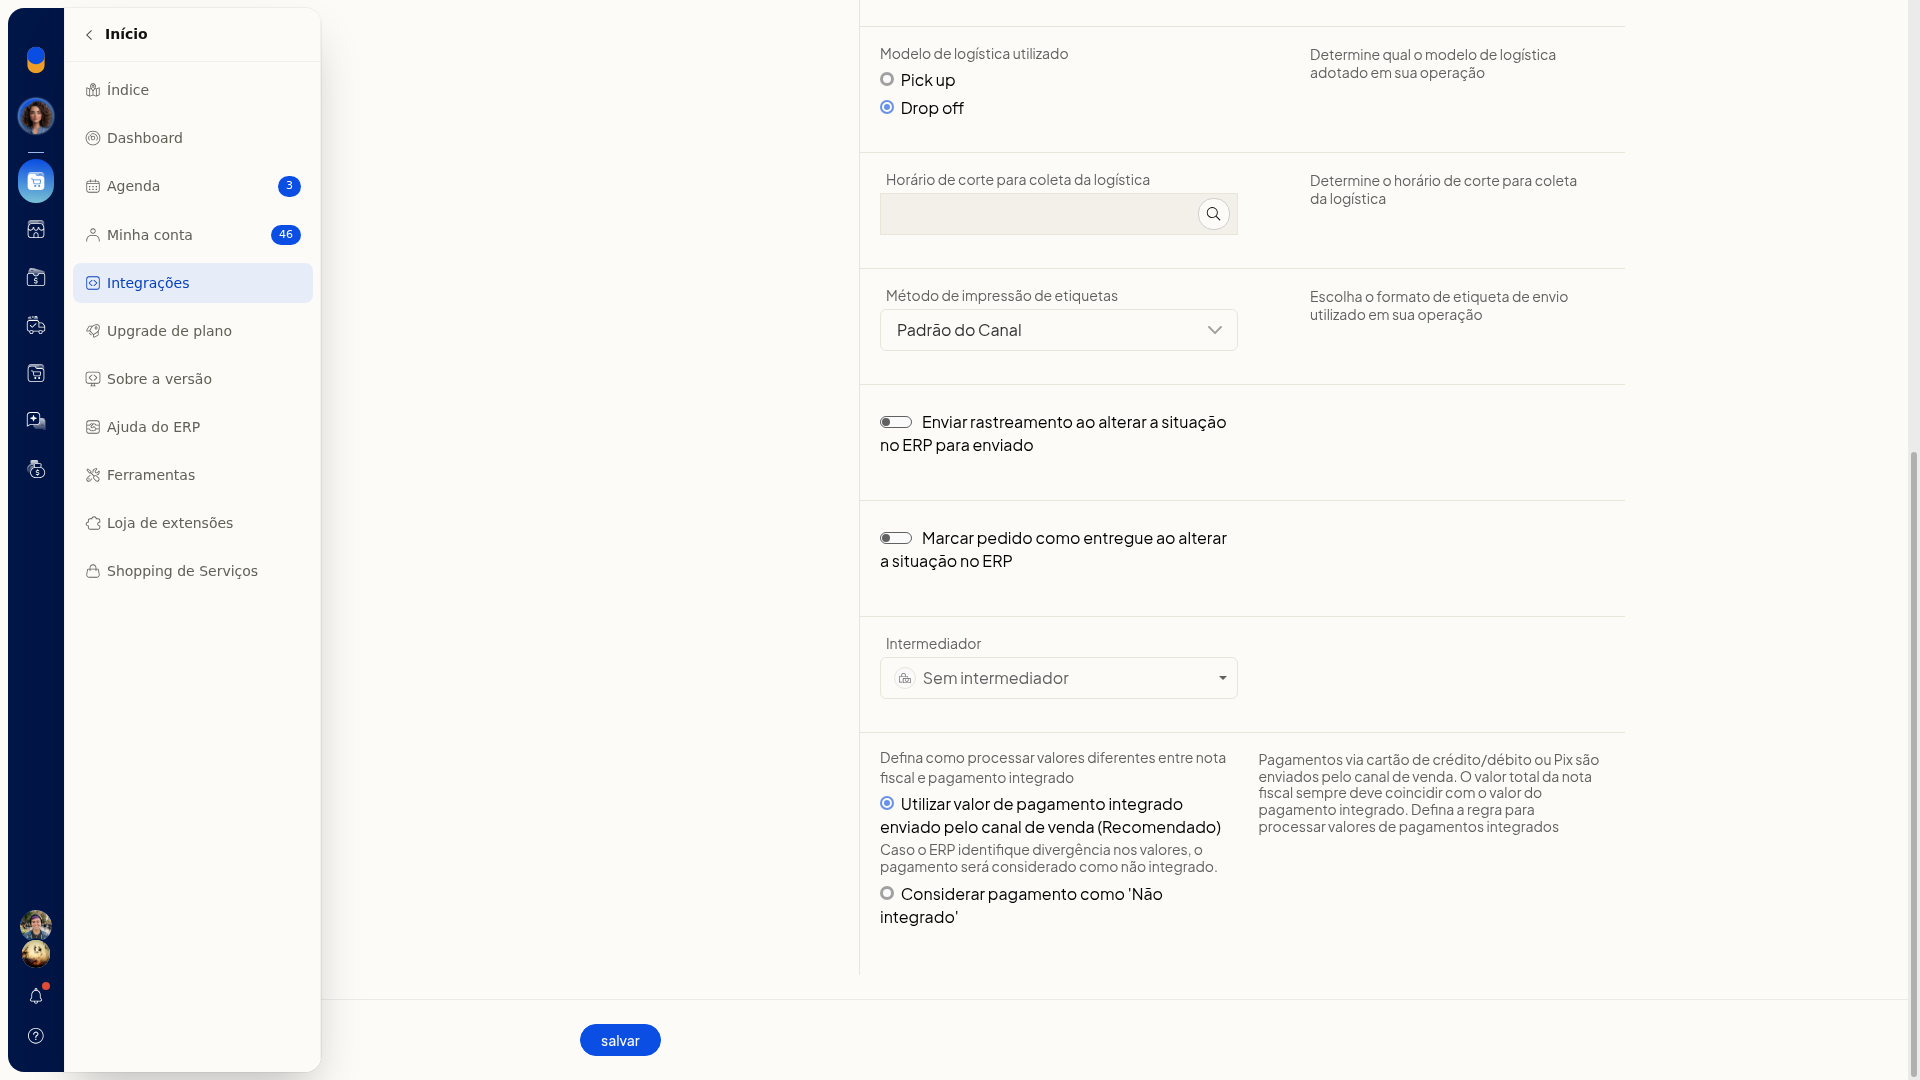 Início
Índice
Dashboard
Agenda
3
Minha conta
46
Integrações
Upgrade de plano
Sobre a versão
Ajuda do ERP
Ferramentas
Loja de extensões
Shopping de Serviços
Modelo de logística utilizado
Pick up
Drop off
Determine qual o modelo de logística
adotado em sua operação
Horário de corte para coleta da logística
Determine o horário de corte para coleta
da logística
Método de impressão de etiquetas
Padrão do Canal
Escolha o formato de etiqueta de envio
utilizado em sua operação
Enviar rastreamento ao alterar a situação
no ERP para enviado
Marcar pedido como entregue ao alterar
a situação no ERP
Intermediador
Sem intermediador
Defina como processar valores diferentes entre nota
fiscal e pagamento integrado
Utilizar valor de pagamento integrado
enviado pelo canal de venda (Recomendado)
Caso o ERP identifique divergência nos valores, o
pagamento será considerado como não integrado.
Considerar pagamento como 'Não
integrado'
Pagamentos via cartão de crédito/débito ou Pix são
enviados pelo canal de venda. O valor total da nota
fiscal sempre deve coincidir com o valor do
pagamento integrado. Defina a regra para
processar valores de pagamentos integrados
salvar